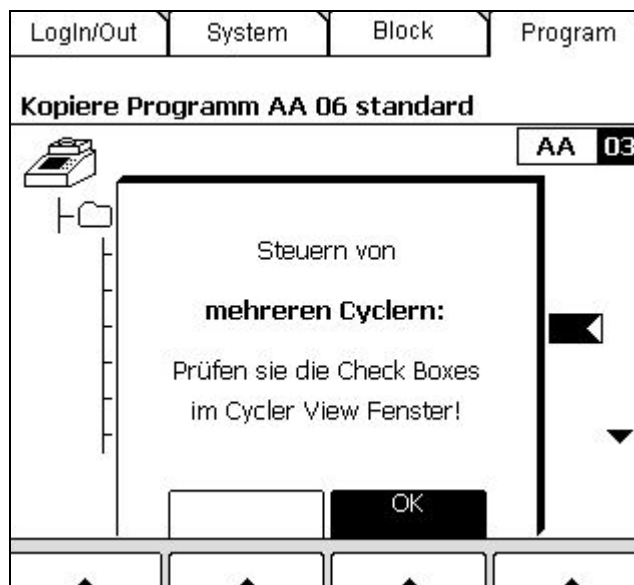 LogIn/Out System Block Program
Kopiere Programm AA 06 standard
AA 03
Steuern von
mehreren Cyclern:
Prüfen sie die Check Boxes
im Cycler View Fenster!
OK